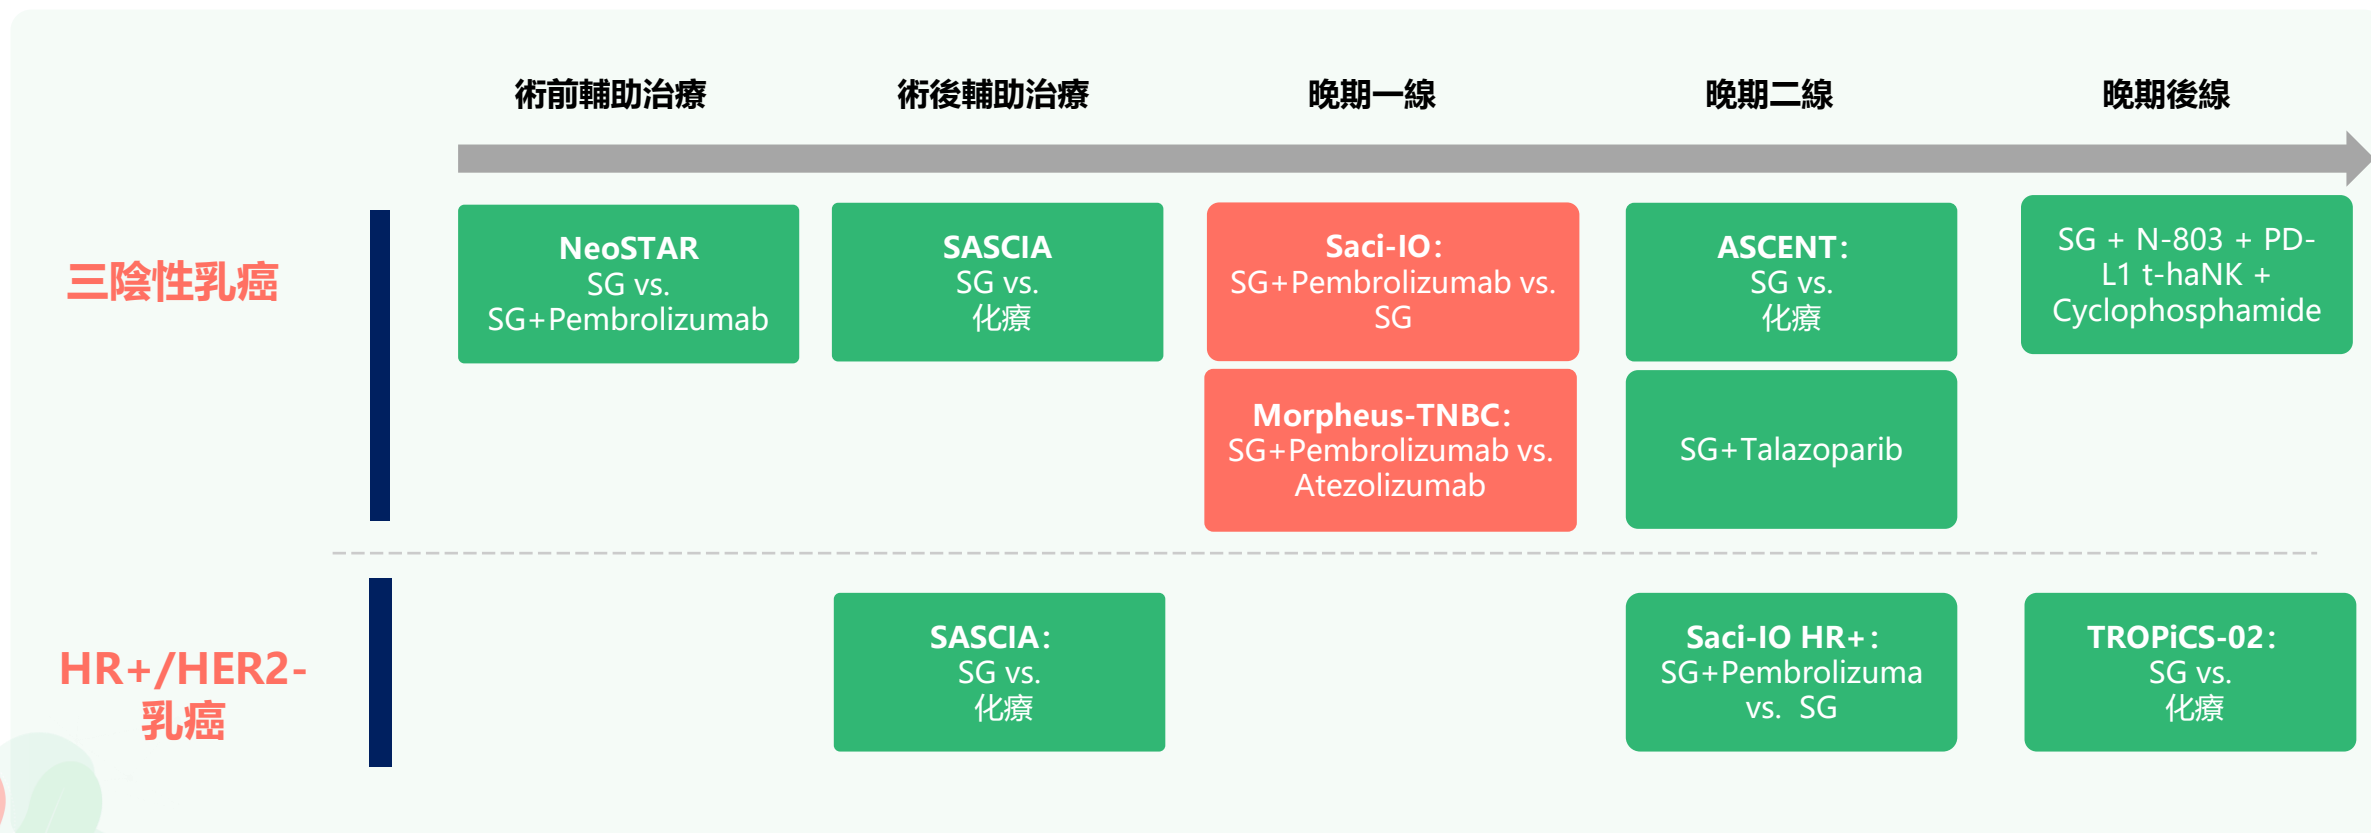 術前輔助治療
術後輔助治療
晚期一線
晚期二線
晚期後線
三陰性乳癌
NeoSTAR
SG vs.
SG+Pembrolizumab
SASCIA
SG vs.
化療
Saci-IO：
SG+Pembrolizumab vs.
SG
ASCENT：
SG vs.
化療
SG + N-803 + PD-
L1 t-haNK +
Cyclophosphamide
Morpheus-TNBC：
SG+Pembrolizumab vs.
Atezolizumab
SG+Talazoparib
HR+/HER2-
乳癌
SASCIA：
SG vs.
化療
Saci-IO HR+：
SG+Pembrolizuma
vs. SG
TROPiCS-02：
SG vs.
化療